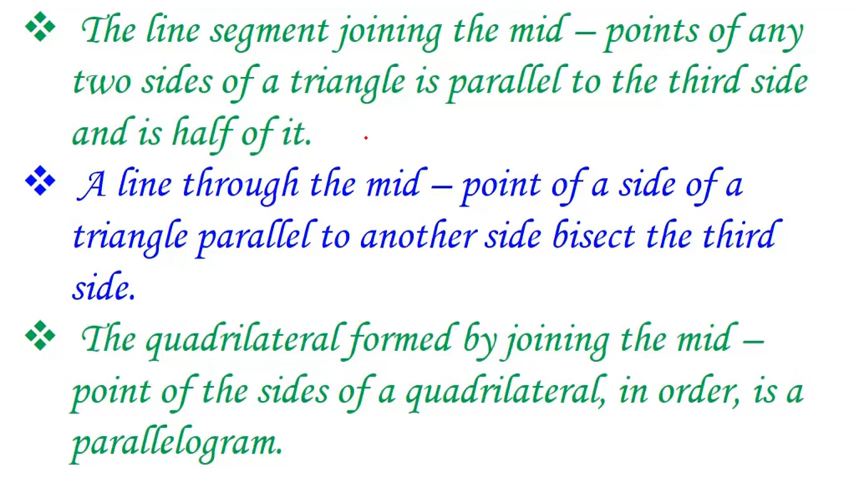 ❖ The line segment joining the mid – points of any
two sides of a triangle is parallel to the third side
and is half of it.
❖ A line through the mid – point of a side of a
triangle parallel to another side bisect the third
side.
❖ The quadrilateral formed by joining the mid –
point of the sides of a quadrilateral, in order, is a
parallelogram.